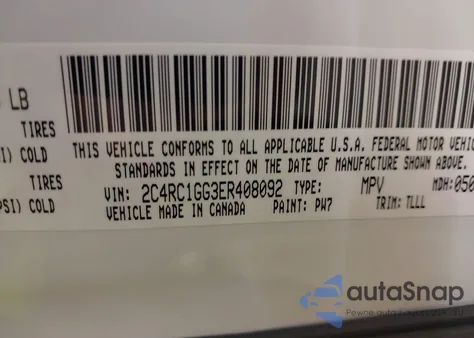 LB
TIRES
COLD
TIRES
PSI) COLD
THIS VEHICLE CONFORMS TO ALL APPLICABLE U.S.A. FEDERAL MOTOR VEHIC
STANDARDS IN EFFECT ON THE DATE OF MANUFACTURE SHOWN ABOVE.
VIN: 2C4RC1GG3ER408092 TYPE: MPV MDH:050
VEHICLE MADE IN CANADA PAINT: PW7 TRIM: TLLL
autaSnap